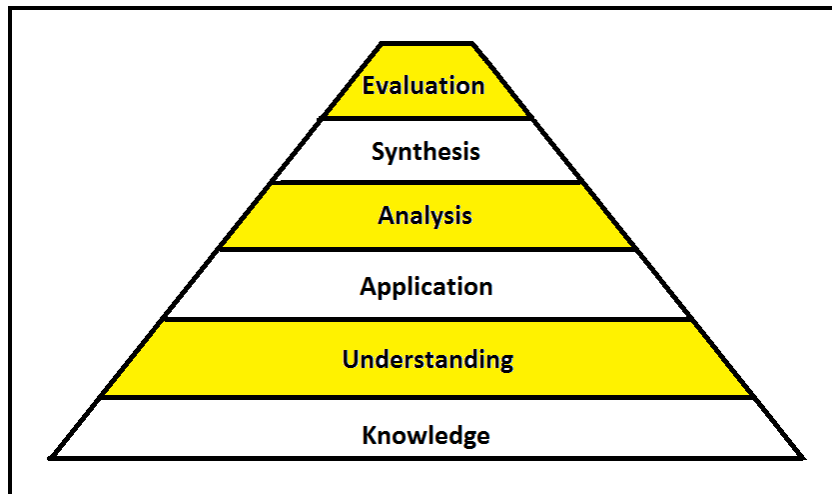 Evaluation
Synthesis
Analysis
Application
Understanding
Knowledge